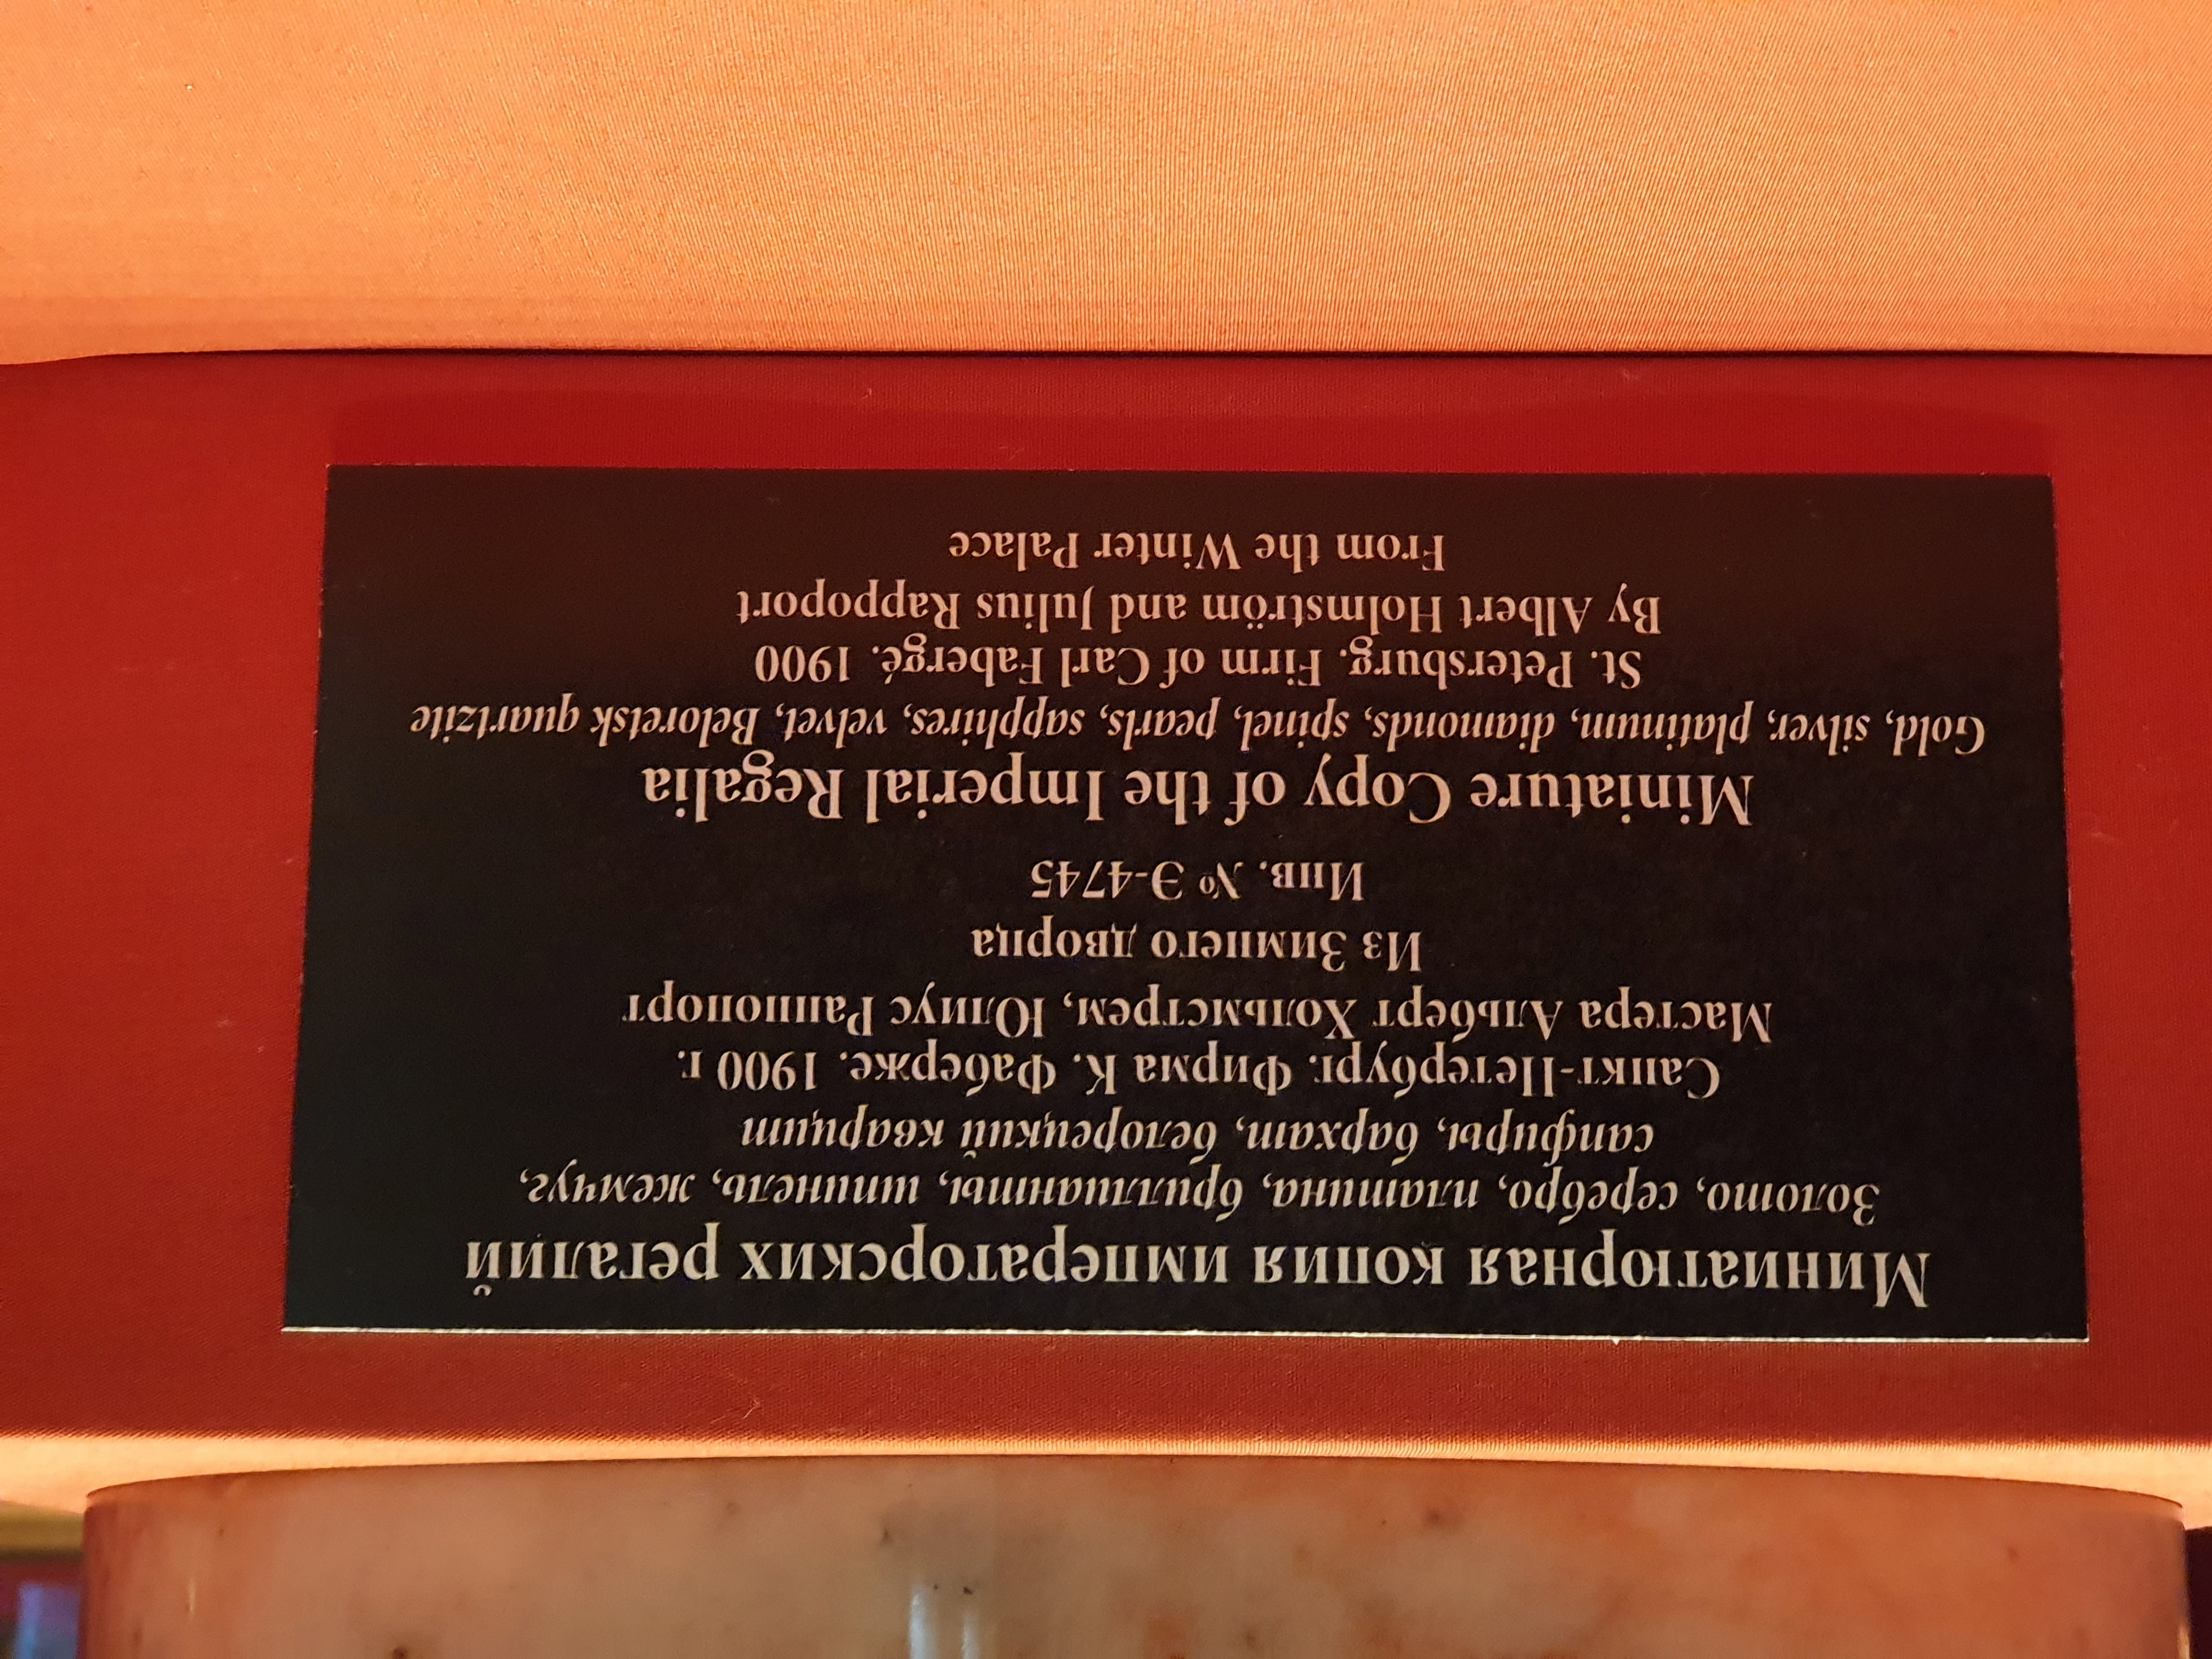 Миниатюрная копия императорских регалий
Золото, серебро, платина, бриллианты, шпинель, жемчуг,
сапфиры, бархат, белорецкий кварцит
Санкт-Петербург. Фирма К. Фаберже. 1900 г.
Мастера Альберт Хольмстрем, Юлиус Раппопорт
Из Зимнего дворца
Инв. № Э-4745
Miniature Copy of the Imperial Regalia
Gold, silver, platinum, diamonds, spinel, pearls, sapphires, velvet, Beloretsk quartzite
St. Petersburg. Firm of Carl Fabergé. 1900
By Albert Holmström and Julius Rappoport
From the Winter Palace